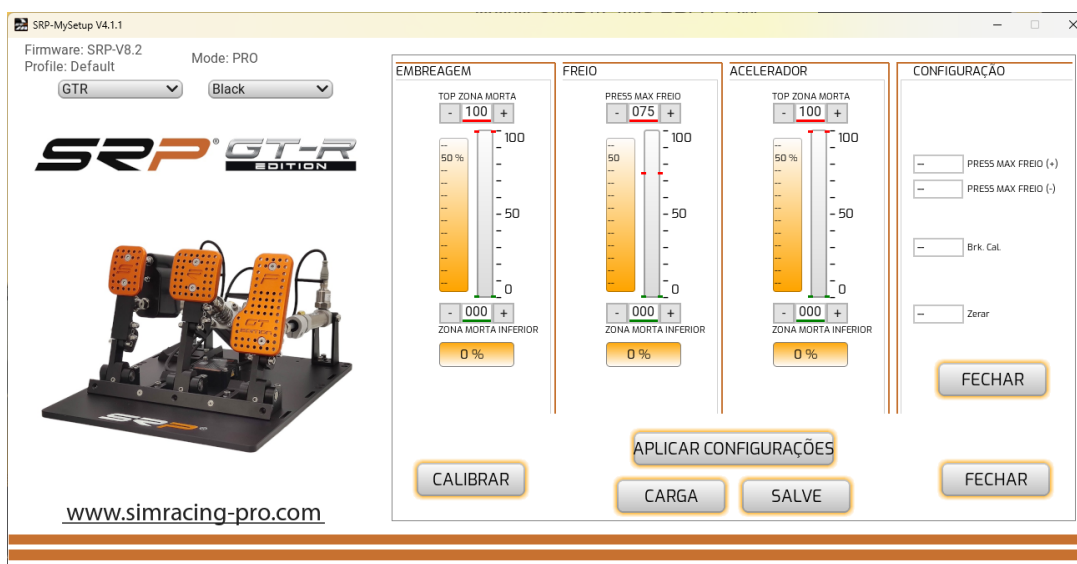 SRP-MySetup V4.1.1
Firmware: SRP-V8.2
Profile: Default
Mode: PRO
GTR
Black
SRP GT-R
EDITION
www.simracing-pro.com
EMBREAGEM
TOP ZONA MORTA
- 100 +
50 %
100
50
0
- 000 +
ZONA MORTA INFERIOR
0 %
FREIO
PRESS MAX FREIO
- 075 +
50
100
50
0
- 000 +
ZONA MORTA INFERIOR
0 %
ACELERADOR
TOP ZONA MORTA
- 100 +
50 %
100
50
0
- 000 +
ZONA MORTA INFERIOR
0 %
CONFIGURAÇÃO
-- PRESS MAX FREIO (+)
-- PRESS MAX FREIO (-)
-- Brk. Cal.
-- Zerar
FECHAR
CALIBRAR
APLICAR CONFIGURAÇÕES
CARGA
SALVE
FECHAR